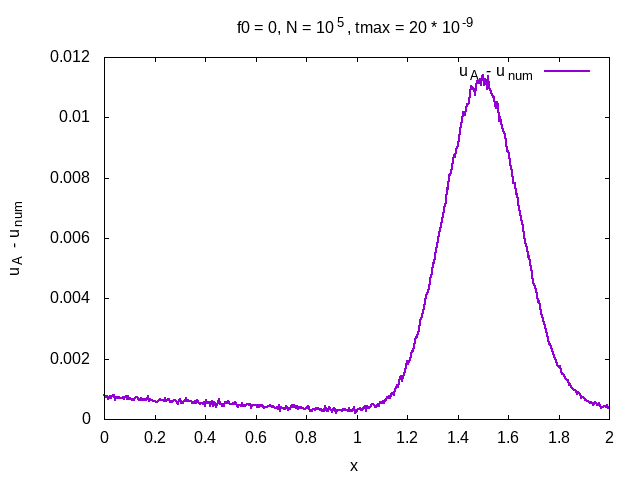 f0 = 0, N = 10^5, tmax = 20 * 10^-9
u_A - u_num
0.012
0.01
0.008
0.006
0.004
0.002
0
u_A - u_num
0 0.2 0.4 0.6 0.8 1 1.2 1.4 1.6 1.8 2
x